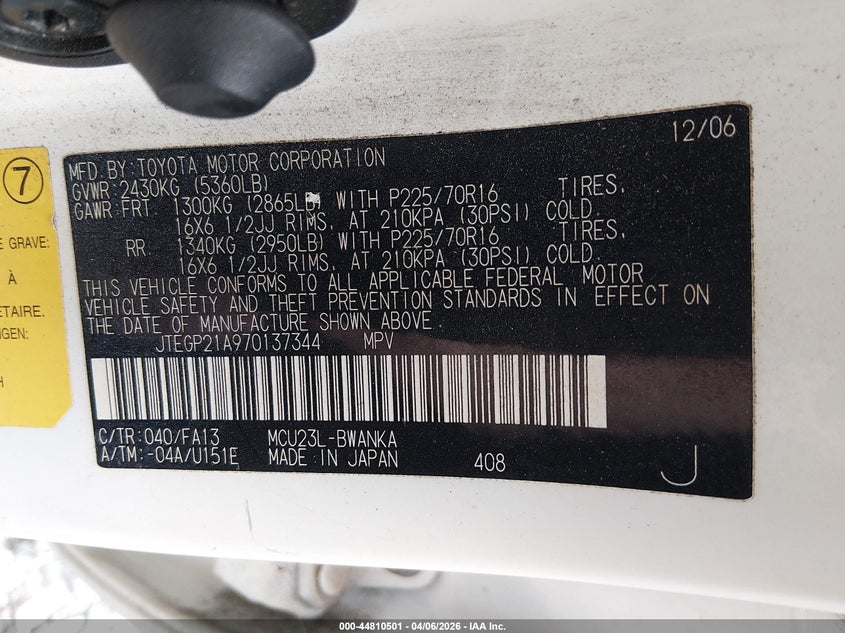 12/06
MFD.BY:TOYOTA MOTOR CORPORATION
GVWR:2430KG (5360LB)
GAWR:FRT. 1300KG (2865LB) WITH P225/70R16 TIRES,
16X6 1/2JJ RIMS, AT 210KPA (30PSI) COLD.
RR 1340KG (2950LB) WITH P225/70R16 TIRES,
16X6 1/2JJ RIMS, AT 210KPA (30PSI) COLD.
THIS VEHICLE CONFORMS TO ALL APPLICABLE FEDERAL MOTOR
VEHICLE SAFETY AND THEFT PREVENTION STANDARDS IN EFFECT ON
THE DATE OF MANUFACTURE SHOWN ABOVE.
JTEGP21A970137344 MPV
C/TR:040/FA13 MCU23L-BWANKA
A/TM:-04A/U151E MADE IN JAPAN 408 J
7
E GRAVE:
À
ETAIRE.
NGEN:
H
000-44810501 - 04/06/2026 - IAA Inc.